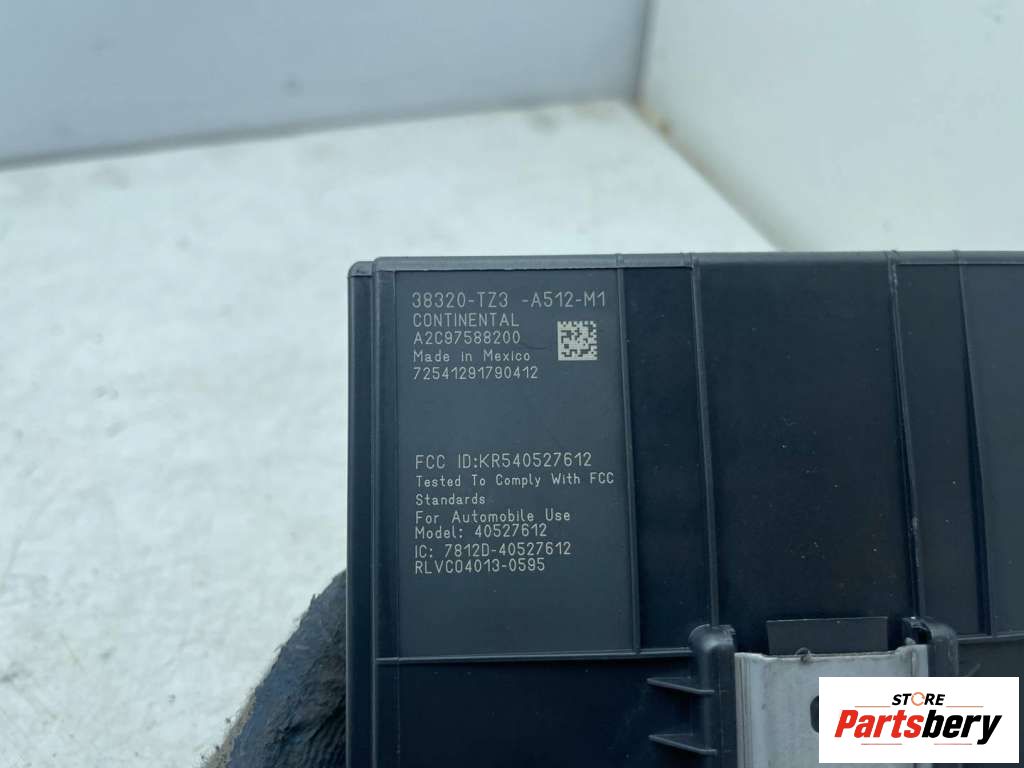 38320-TZ3 -A512-M1
CONTINENTAL
A2C97588200
Made in Mexico
72541291790412
FCC ID:KR540527612
Tested To Comply With FCC
Standards
For Automobile Use
Model: 40527612
IC: 7812D-40527612
RLVC04013-0595
STORE
Partsbery